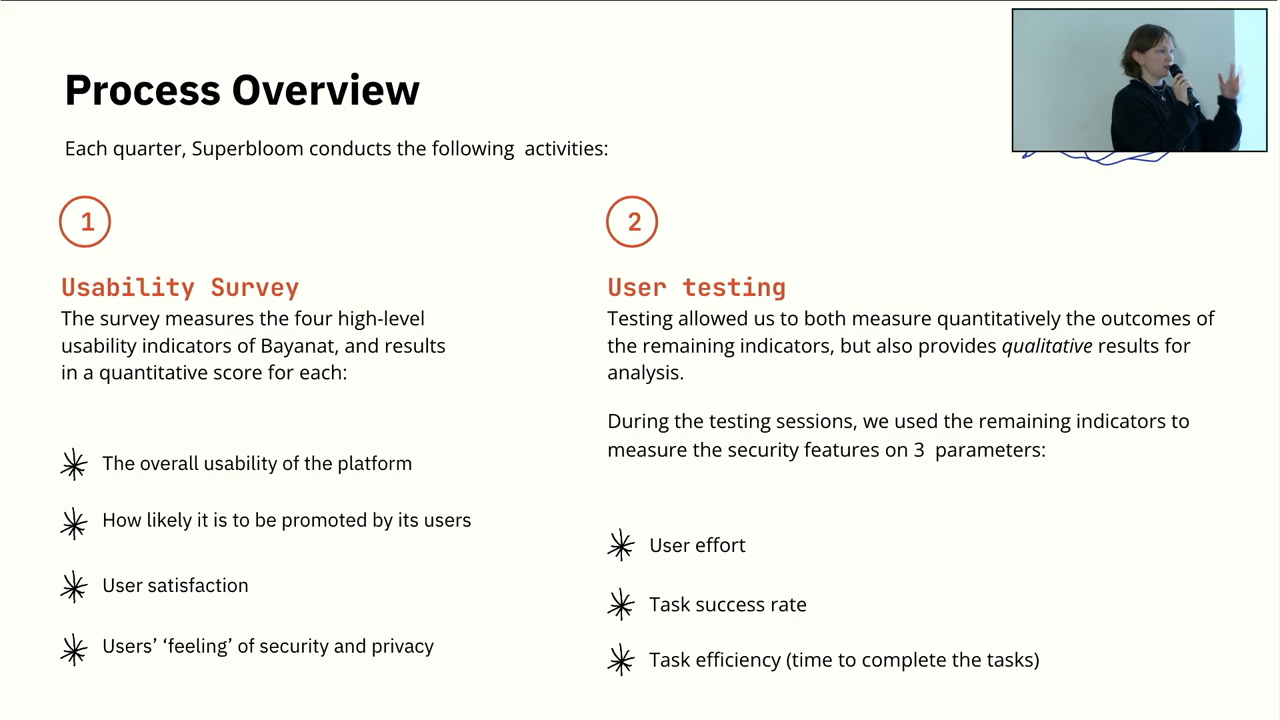 Process Overview
Each quarter, Superbloom conducts the following  activities:
1
Usability Survey
The survey measures the four high-level
usability indicators of Bayanat, and results
in a quantitative score for each:
The overall usability of the platform
How likely it is to be promoted by its users
User satisfaction
Users’ ‘feeling’ of security and privacy
2
User testing
Testing allowed us to both measure quantitatively the outcomes of
the remaining indicators, but also provides qualitative results for
analysis.
During the testing sessions, we used the remaining indicators to
measure the security features on 3  parameters:
User effort
Task success rate
Task efficiency (time to complete the tasks)